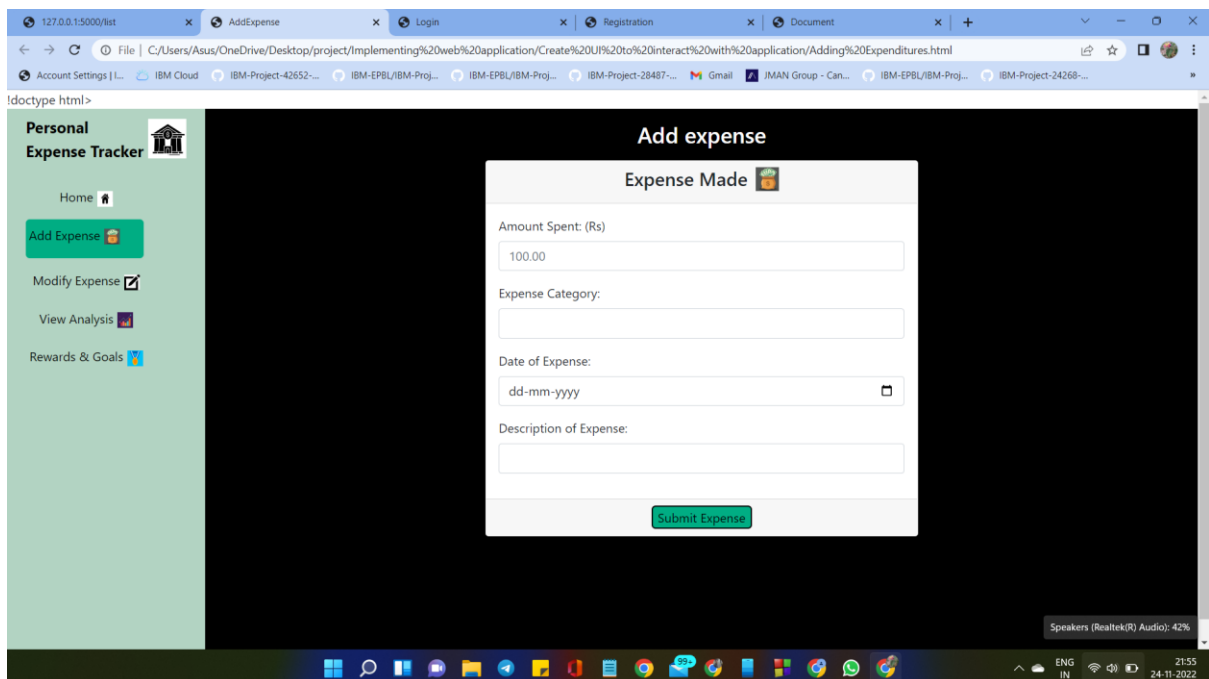 127.0.0.1:5000/list AddExpense Login Registration Document
File | C:/Users/Asus/OneDrive/Desktop/project/Implementing%20web%20application/Create%20UI%20to%20interact%20with%20application/Adding%20Expenditures.html
Account Settings | I... IBM Cloud IBM-Project-42652-... IBM-EPBL/IBM-Proj... IBM-EPBL/IBM-Proj... IBM-Project-28487-... Gmail JMAN Group - Can... IBM-EPBL/IBM-Proj... IBM-Project-24268-... »
!doctype html>
Personal
Expense Tracker
Home
Add Expense
Modify Expense
View Analysis
Rewards & Goals
Add expense
Expense Made
Amount Spent: (Rs)
100.00
Expense Category:
Date of Expense:
dd-mm-yyyy
Description of Expense:
Submit Expense
Speakers (Realtek(R) Audio): 42%
99+
ENG
IN
21:55
24-11-2022